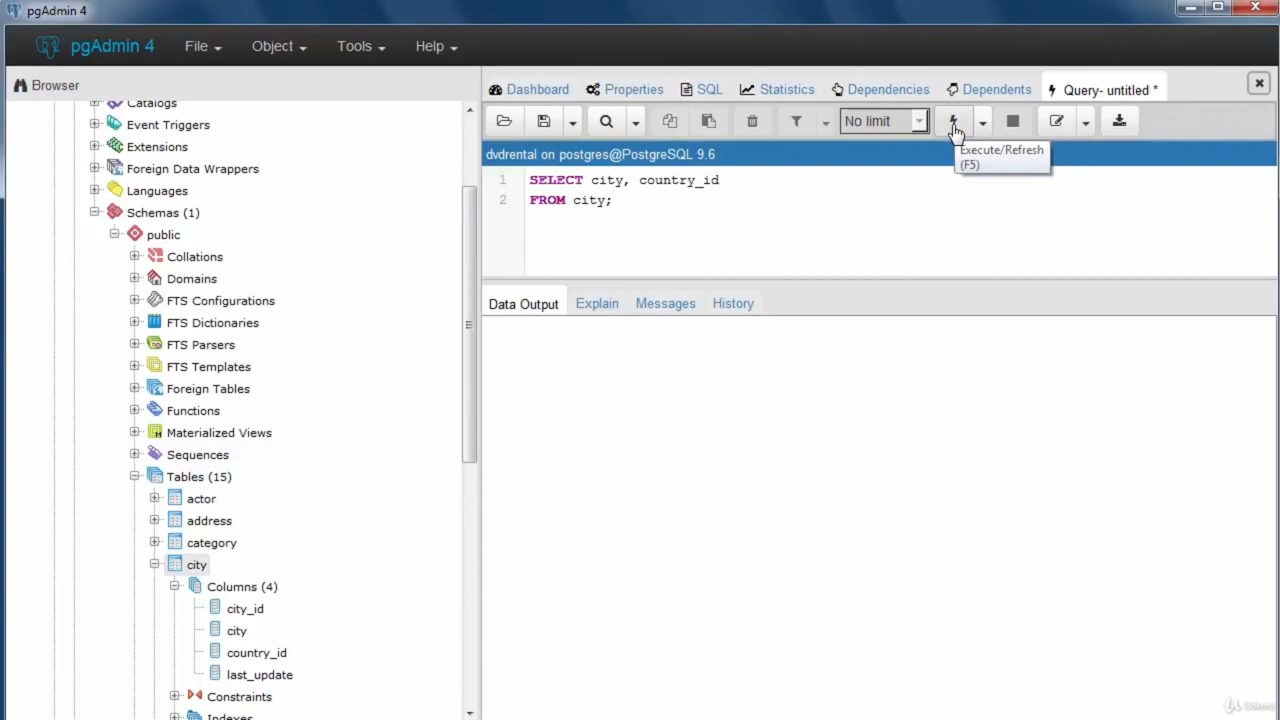 pgAdmin 4
pgAdmin 4 File Object Tools Help
Browser
Dashboard Properties SQL Statistics Dependencies Dependents Query- untitled *
No limit
Execute/Refresh
(F5)
dvdrental on postgres@PostgreSQL 9.6
1 SELECT city, country_id
2 FROM city;
Data Output Explain Messages History
Catalogs
Event Triggers
Extensions
Foreign Data Wrappers
Languages
Schemas (1)
public
Collations
Domains
FTS Configurations
FTS Dictionaries
FTS Parsers
FTS Templates
Foreign Tables
Functions
Materialized Views
Sequences
Tables (15)
actor
address
category
city
Columns (4)
city_id
city
country_id
last_update
Constraints
Indexes
Udemy